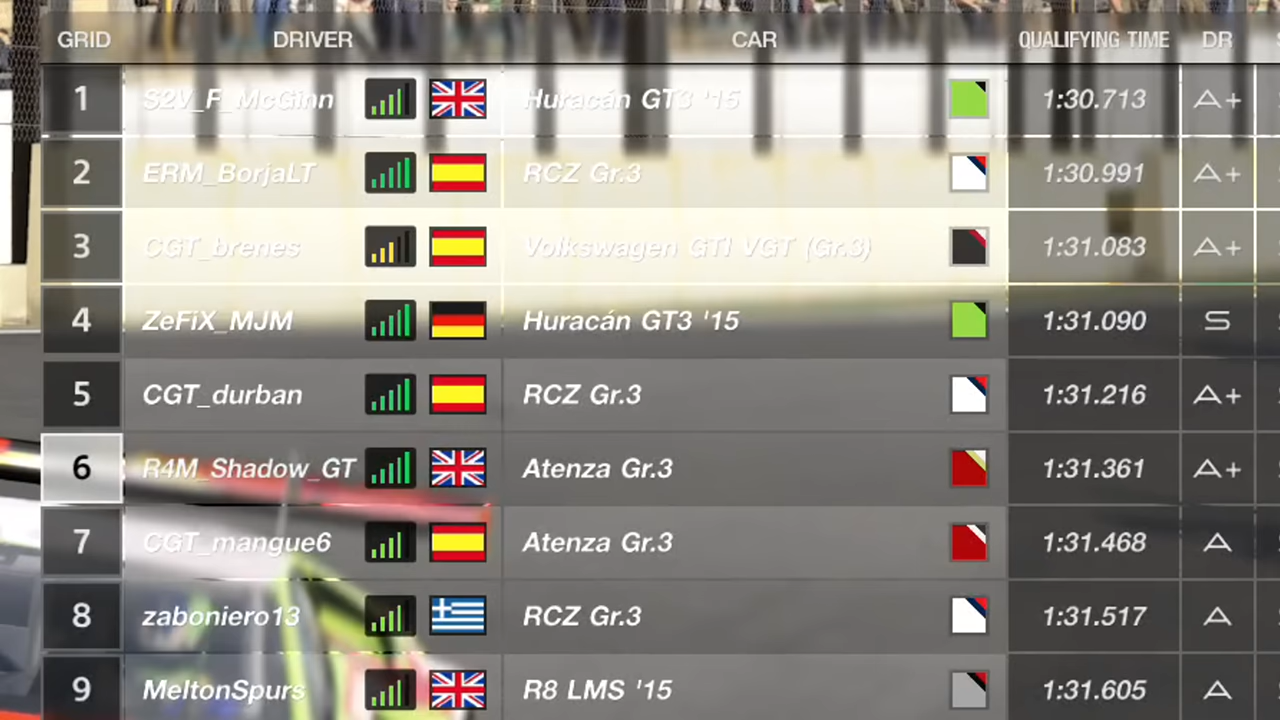 GRID DRIVER CAR QUALIFYING TIME DR
1 S2V_F_McGinn Huracán GT3 '15 1:30.713 A+
2 ERM_BorjaLT RCZ Gr.3 1:30.991 A+
3 CGT_brenes Volkswagen GTI VGT (Gr.3) 1:31.083 A+
4 ZeFiX_MJM Huracán GT3 '15 1:31.090 S
5 CGT_durban RCZ Gr.3 1:31.216 A+
6 R4M_Shadow_GT Atenza Gr.3 1:31.361 A+
7 CGT_mangue6 Atenza Gr.3 1:31.468 A
8 zaboniero13 RCZ Gr.3 1:31.517 A
9 MeltonSpurs R8 LMS '15 1:31.605 A